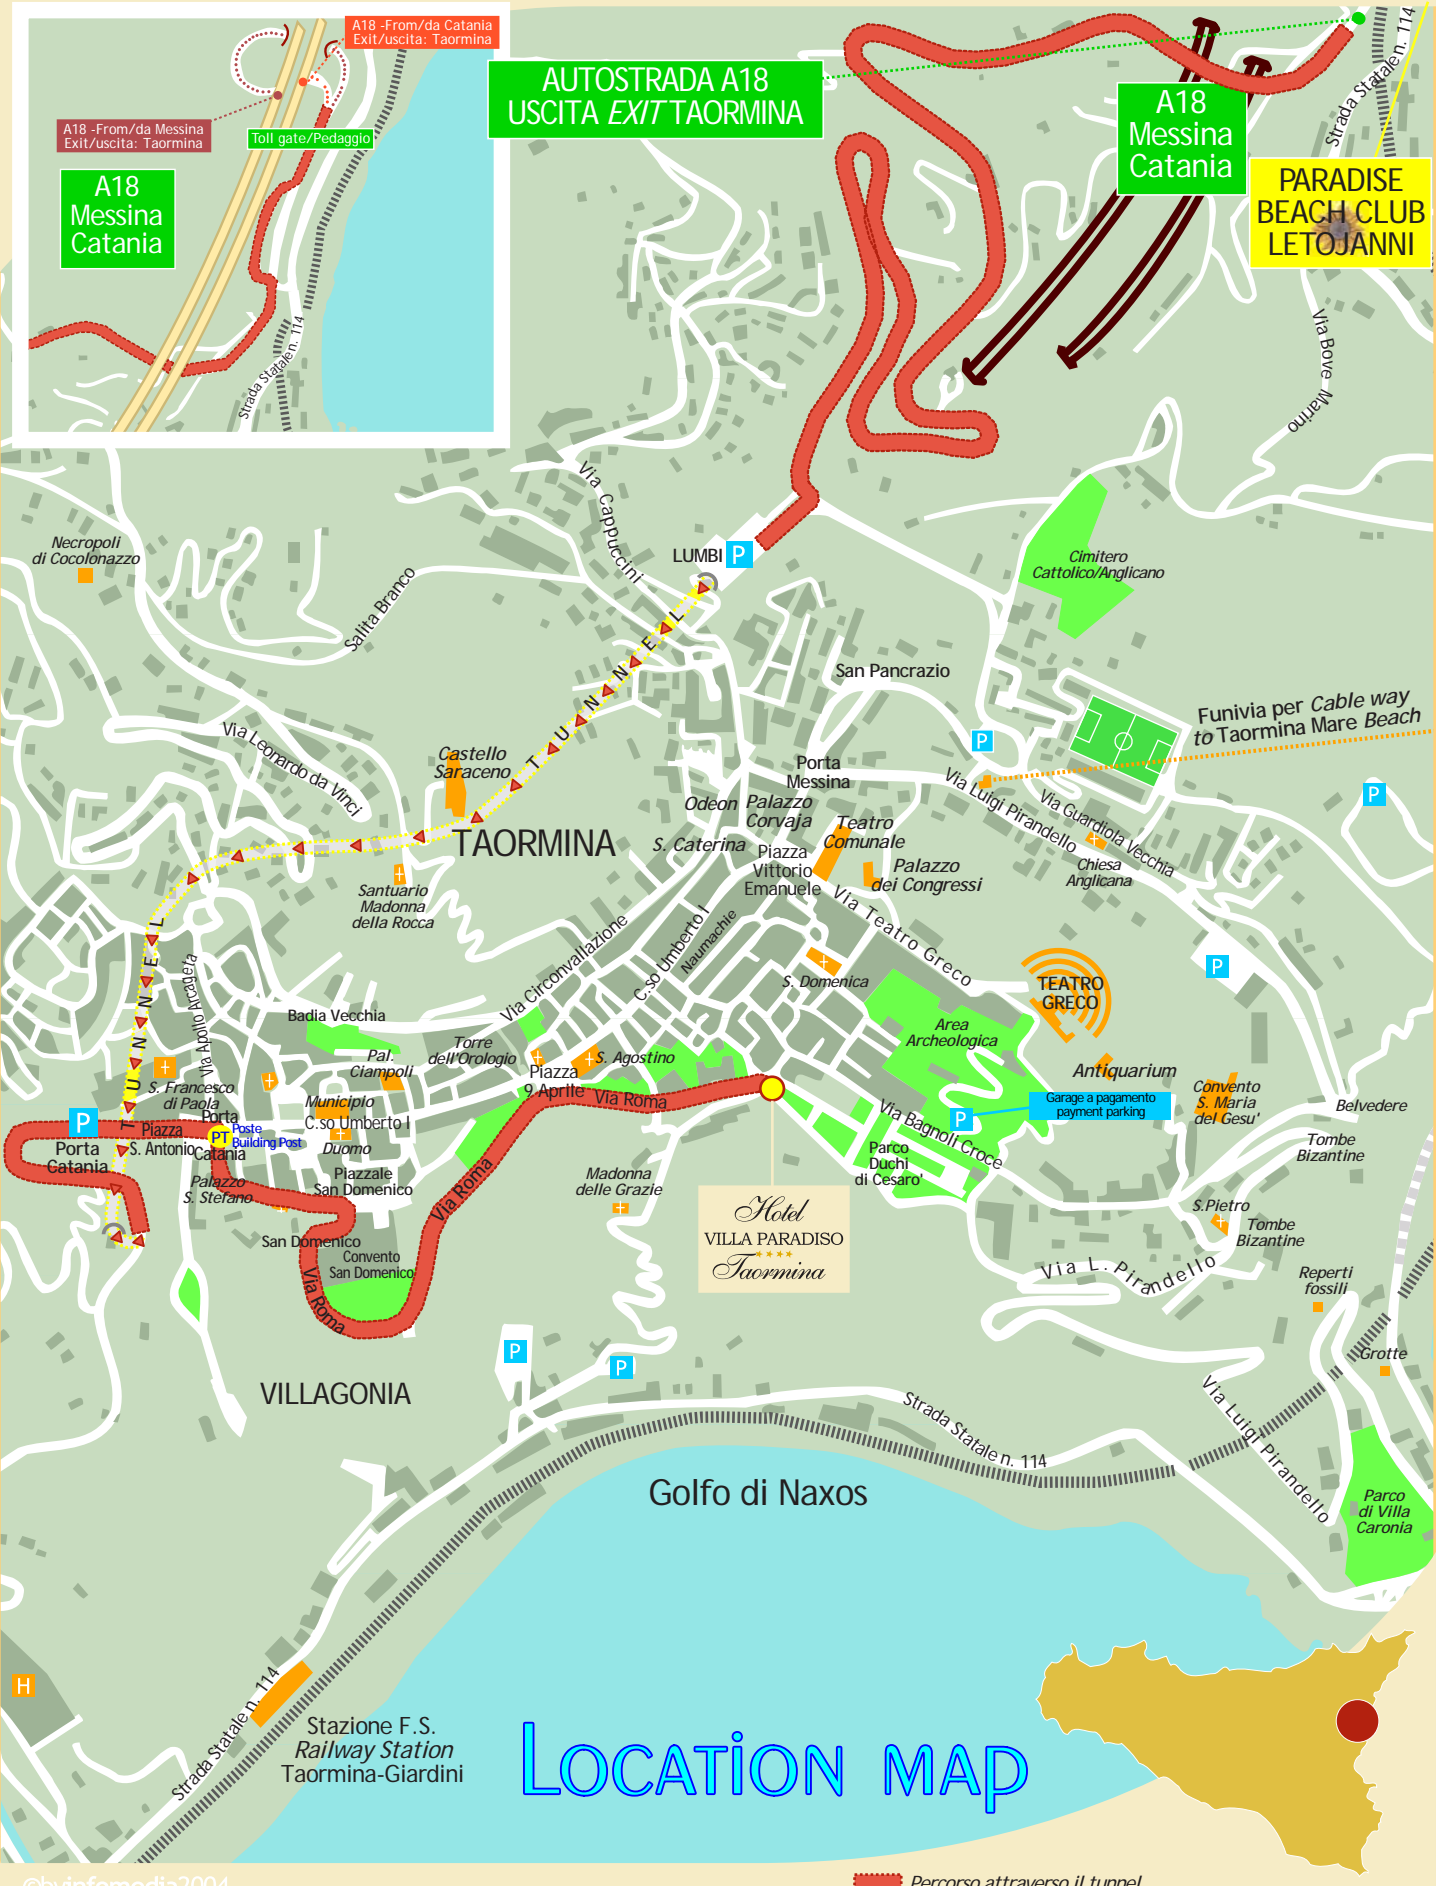 A18 -From/da Catania
Exit/uscita: Taormina
A18 -From/da Messina
Exit/uscita: Taormina
Toll gate/Pedaggio
A18
Messina
Catania
Strada Statale n. 114
AUTOSTRADA A18
USCITA EXIT TAORMINA
A18
Messina
Catania
Strada Statale n. 114
PARADISE
BEACH CLUB
LETOJANNI
Via Bove Marino
Via Cappuccini
Necropoli
di Cocolonazzo
LUMBI P
Cimitero
Cattolico/Anglicano
Salita Branco
TUNNEL
San Pancrazio
Funivia per Cable way
to Taormina Mare Beach
P
Via Leonardo da Vinci
Castello
Saraceno
Porta
Messina
Via Luigi Pirandello
Via Guardiola Vecchia
P
Odeon
Palazzo
Corvaja
Teatro
Comunale
TAORMINA
S. Caterina
Piazza
Vittorio
Emanuele
Palazzo
dei Congressi
Chiesa
Anglicana
Santuario
Madonna
della Rocca
Via Teatro Greco
Via Circonvallazione
C.so Umberto I
Naumachie
S. Domenica
P
TUNNEL
Via Apollo Arcageta
TEATRO
GRECO
Badia Vecchia
Area
Archeologica
Torre
dell'Orologio
Pal.
Ciampoli
S. Agostino
Piazza
9 Aprile
Via Roma
Antiquarium
S. Francesco
di Paola
Convento
S. Maria
del Gesu'
Garage a pagamento
payment parking
P
Belvedere
Municipio
C.so Umberto I
Duomo
P
Porta
Catania
Piazza
S. Antonio
Porta
Catania
PT
Poste
Building Post
Via Bagnoli Croce
Parco
Duchi
di Cesaro'
Tombe
Bizantine
Palazzo
S. Stefano
Piazzale
San Domenico
Via Roma
Madonna
delle Grazie
Hotel
VILLA PARADISO
Taormina
S.Pietro
Tombe
Bizantine
San Domenico
Convento
San Domenico
Via Roma
Via L. Pirandello
Reperti
fossili
Grotte
P
P
VILLAGONIA
Strada Statale n. 114
Via Luigi Pirandello
Golfo di Naxos
Parco
di Villa
Caronia
H
Strada Statale n. 114
Stazione F.S.
Railway Station
Taormina-Giardini
LOCATION MAP
©byinfomedia2004
Percorso attraverso il tunnel